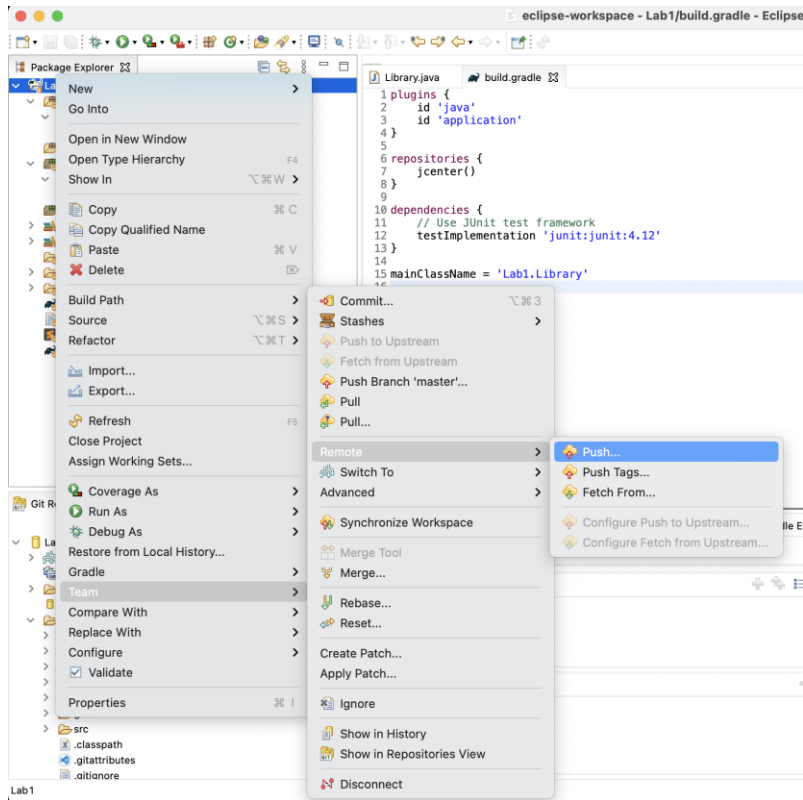 eclipse-workspace - Lab1/build.gradle - Eclips
Package Explorer
La
New
Go Into
Open in New Window
Open Type Hierarchy F4
Show In ⌥⌘W
Copy ⌘ C
Copy Qualified Name
Paste ⌘ V
Delete ⌦
Build Path
Source ⌥⌘S
Refactor ⌥⌘T
Import...
Export...
Refresh F5
Close Project
Assign Working Sets...
Coverage As
Run As
Debug As
Restore from Local History...
Gradle
Team
Compare With
Replace With
Configure
Validate
Properties ⌘ I
Library.java
build.gradle
1 plugins {
2 id 'java'
3 id 'application'
4 }
5
6 repositories {
7 jcenter()
8 }
9
10 dependencies {
11 // Use JUnit test framework
12 testImplementation 'junit:junit:4.12'
13 }
14
15 mainClassName = 'Lab1.Library'
16
Commit... ⌥⌘3
Stashes
Push to Upstream
Fetch from Upstream
Push Branch 'master'...
Pull
Pull...
Remote
Switch To
Advanced
Synchronize Workspace
Merge Tool
Merge...
Rebase...
Reset...
Create Patch...
Apply Patch...
Ignore
Show in History
Show in Repositories View
Disconnect
Push...
Push Tags...
Fetch From...
Configure Push to Upstream...
Configure Fetch from Upstream...
Git Re
La
src
.classpath
.gitattributes
.gitignore
Lab1